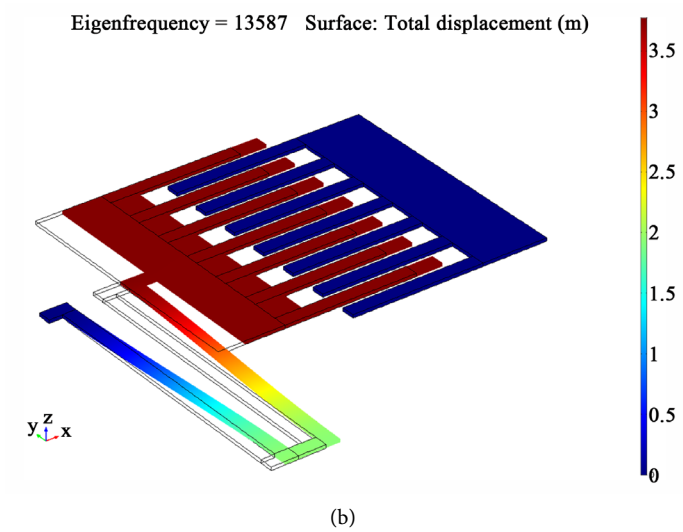 Eigenfrequency = 13587   Surface: Total displacement (m)
3.5
3
2.5
2
1.5
1
0.5
0
y z x
(b)